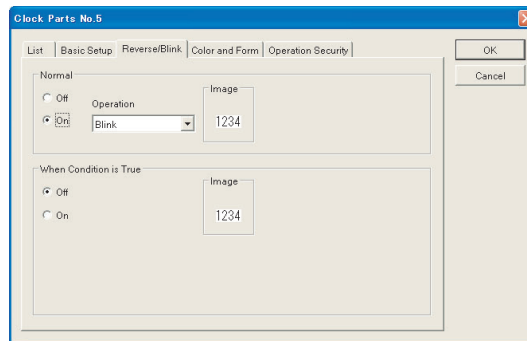 Clock Parts No.5
List Basic Setup Reverse/Blink Color and Form Operation Security
OK
Cancel
Normal
Off
On
Operation
Blink
Image
1234
When Condition is True
Off
On
Image
1234